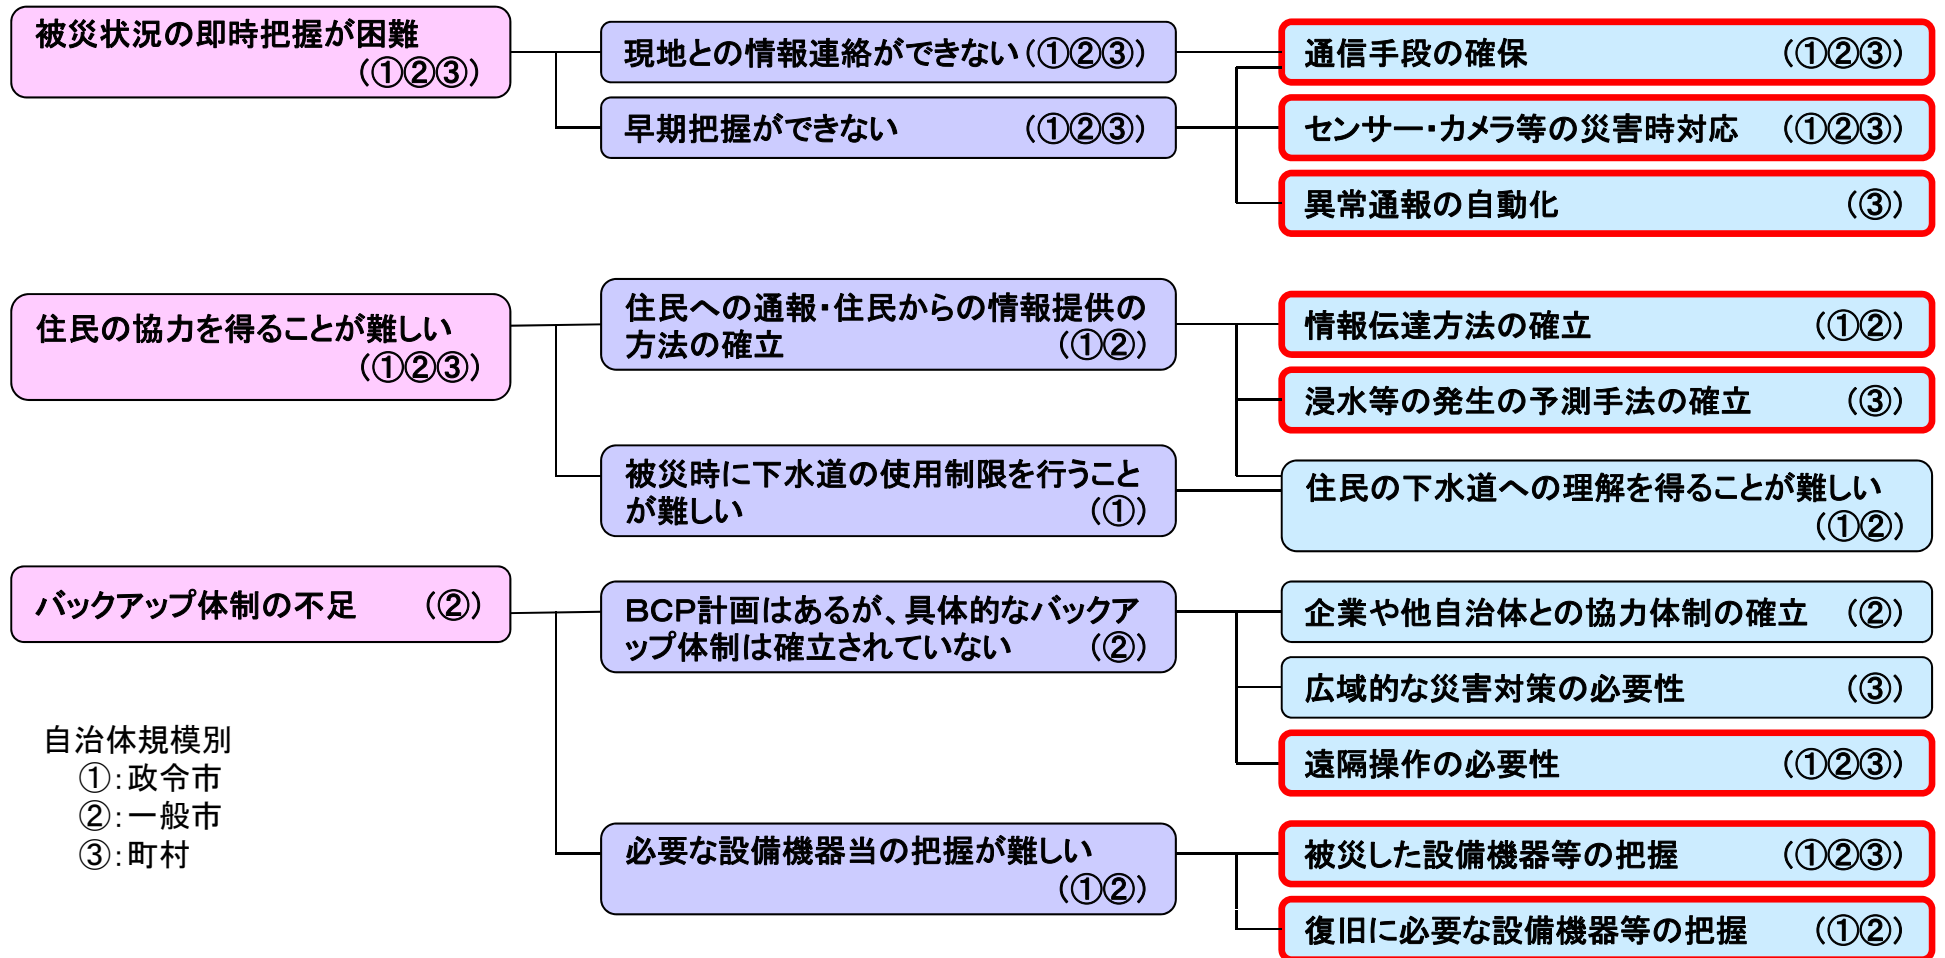 被災状況の即時把握が困難
(①②③)
現地との情報連絡ができない(①②③)
早期把握ができない (①②③)
通信手段の確保 (①②③)
センサー・カメラ等の災害時対応 (①②③)
異常通報の自動化 (③)
住民の協力を得ることが難しい
(①②③)
住民への通報・住民からの情報提供の
方法の確立 (①②)
被災時に下水道の使用制限を行うこと
が難しい (①)
情報伝達方法の確立 (①②)
浸水等の発生の予測手法の確立 (③)
住民の下水道への理解を得ることが難しい
(①②)
バックアップ体制の不足 (②)
BCP計画はあるが、具体的なバックア
ップ体制は確立されていない (②)
必要な設備機器当の把握が難しい
(①②)
企業や他自治体との協力体制の確立 (②)
広域的な災害対策の必要性 (③)
遠隔操作の必要性 (①②③)
被災した設備機器等の把握 (①②③)
復旧に必要な設備機器等の把握 (①②)
自治体規模別
①:政令市
②:一般市
③:町村